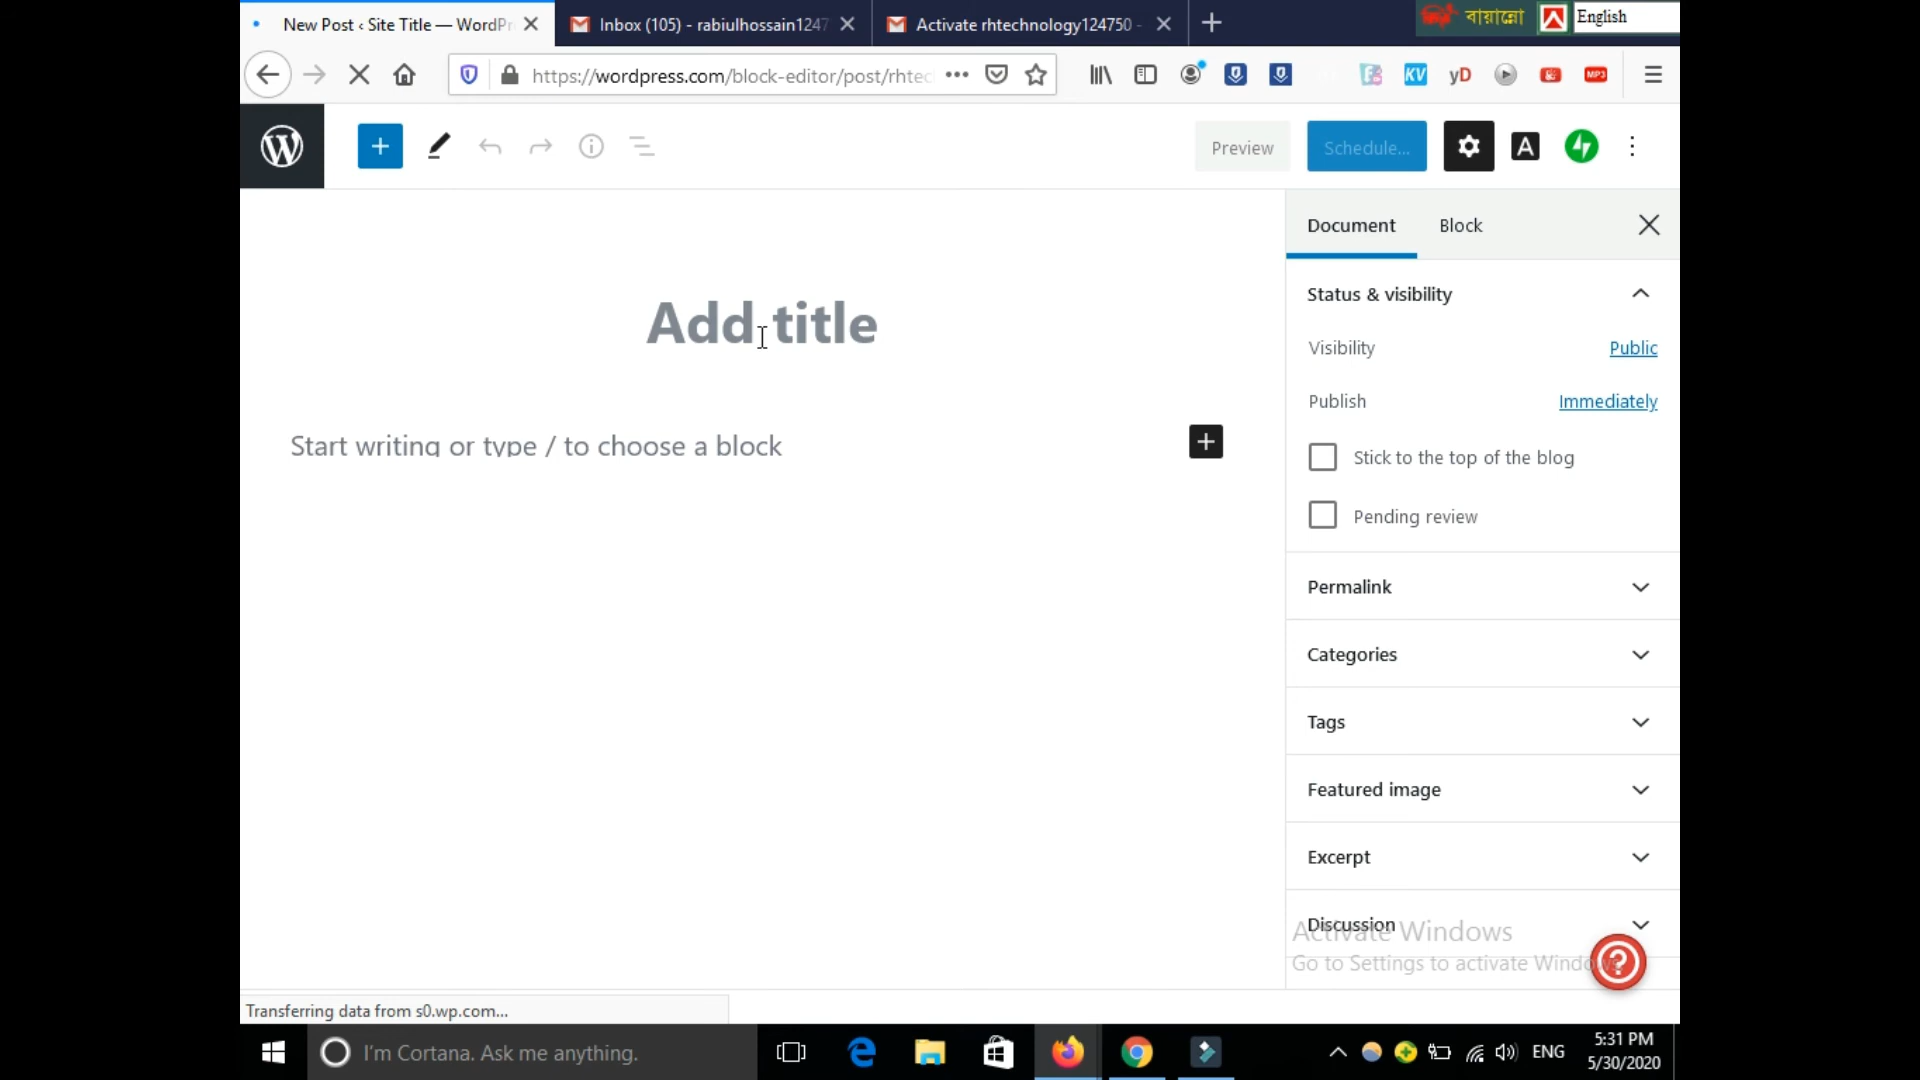 New Post ‹ Site Title — WordPr
Inbox (105) - rabiulhossain1247
Activate rhtechnology124750 -
বায়ান্নো
English
https://wordpress.com/block-editor/post/rhtec
KV
yD
MP3
Preview
Schedule...
A
Document
Block
Add title
Start writing or type / to choose a block
Status & visibility
Visibility
Public
Publish
Immediately
Stick to the top of the blog
Pending review
Permalink
Categories
Tags
Featured image
Excerpt
Discussion
Activate Windows
Go to Settings to activate Windows.
Transferring data from s0.wp.com...
I'm Cortana. Ask me anything.
ENG
5:31 PM
5/30/2020